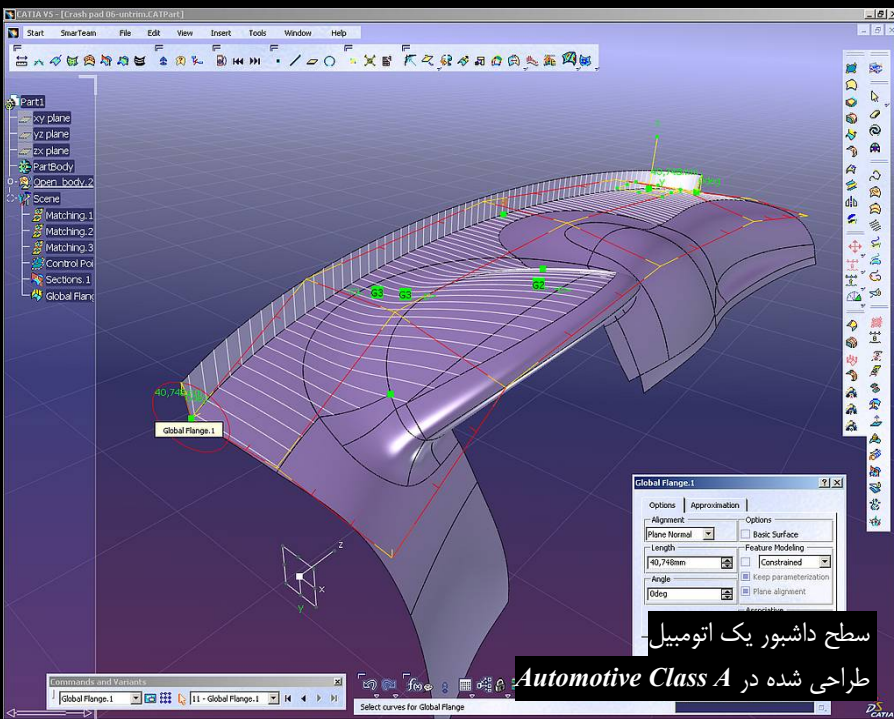 CATIA V5 - [Crash pad 06-untrim.CATPart]
Start SmarTeam File Edit View Insert Tools Window Help
Part1
xy plane
yz plane
zx plane
PartBody
Open_body.2
Scene
Matching.1
Matching.2
Matching.3
Control Poi
Sections.1
Global Flang
G3 G3 G2
40,748
Global Flange.1
z
x
y
Global Flange.1
Options Approximation
Alignment
Plane Normal
Options
Basic Surface
Length
40,748mm
Feature Modeling
Constrained
Keep parameterization
Angle
0deg
Plane alignment
سطح داشبور یک اتومبیل
طراحی شده در Automotive Class A
Commands and Variants
Global Flange.1 11 - Global Flange.1
Select curves for Global Flange
CATIA